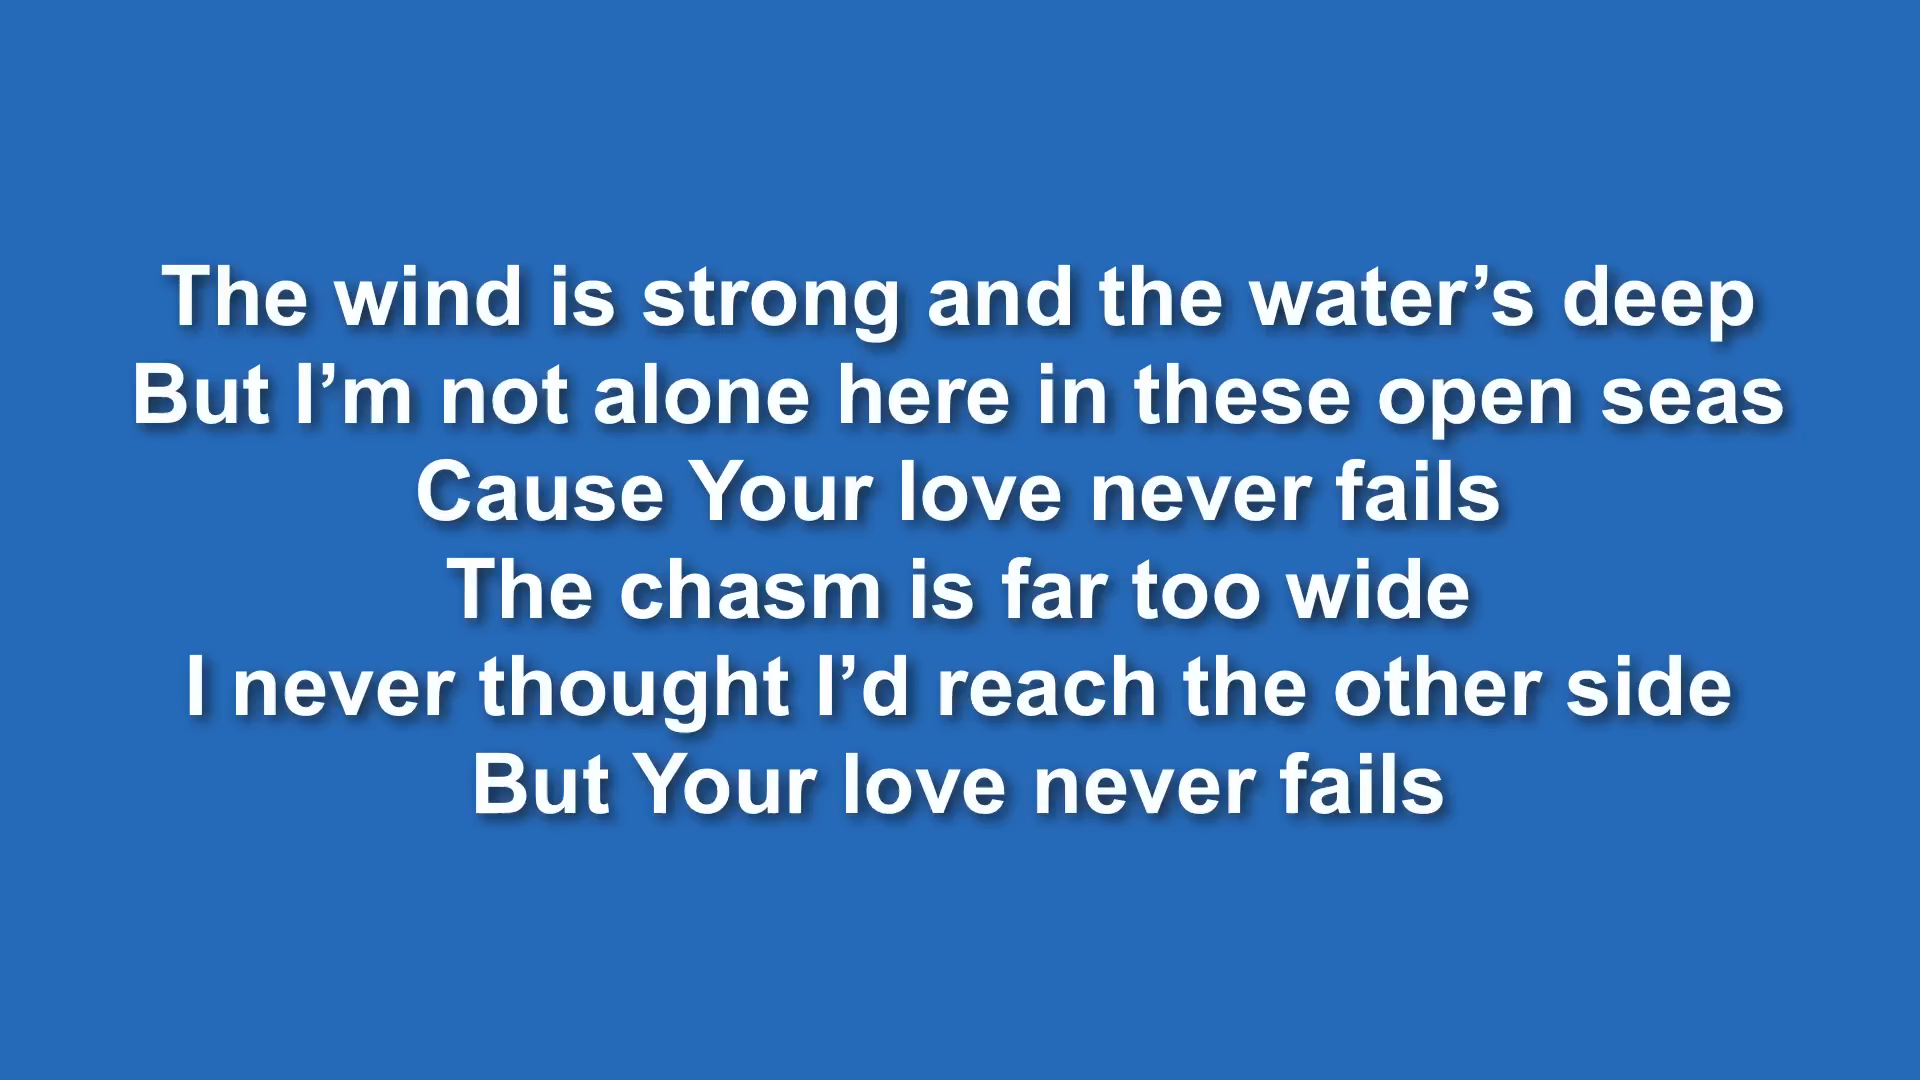 The wind is strong and the water’s deep
But I’m not alone here in these open seas
Cause Your love never fails
The chasm is far too wide
I never thought I’d reach the other side
But Your love never fails